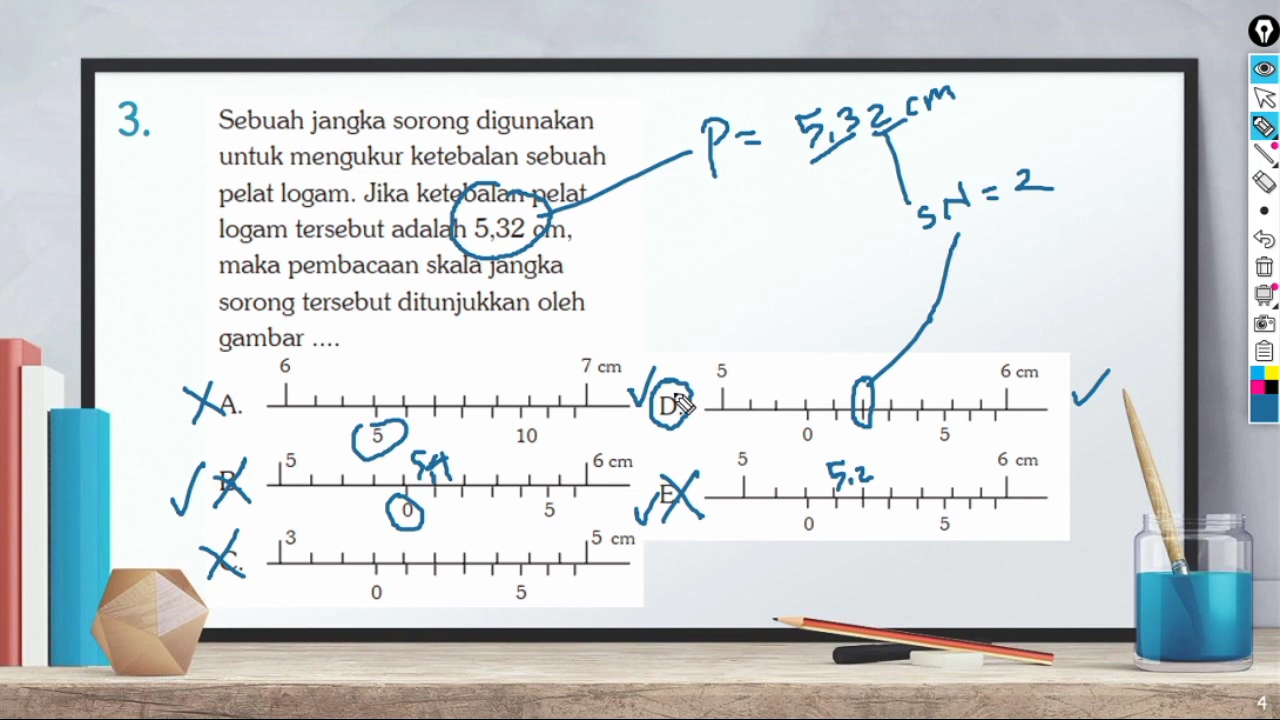 3.
Sebuah jangka sorong digunakan
untuk mengukur ketebalan sebuah
pelat logam. Jika ketebalan pelat
logam tersebut adalah 5,32 cm,
maka pembacaan skala jangka
sorong tersebut ditunjukkan oleh
gambar ....
P = 5,32 cm
SN = 2
A.
6 7 cm
5 10
B.
5 6 cm
5,4
0 5
C.
3 5 cm
0 5
D.
5 6 cm
0 5
E.
5 6 cm
5,2
0 5
4